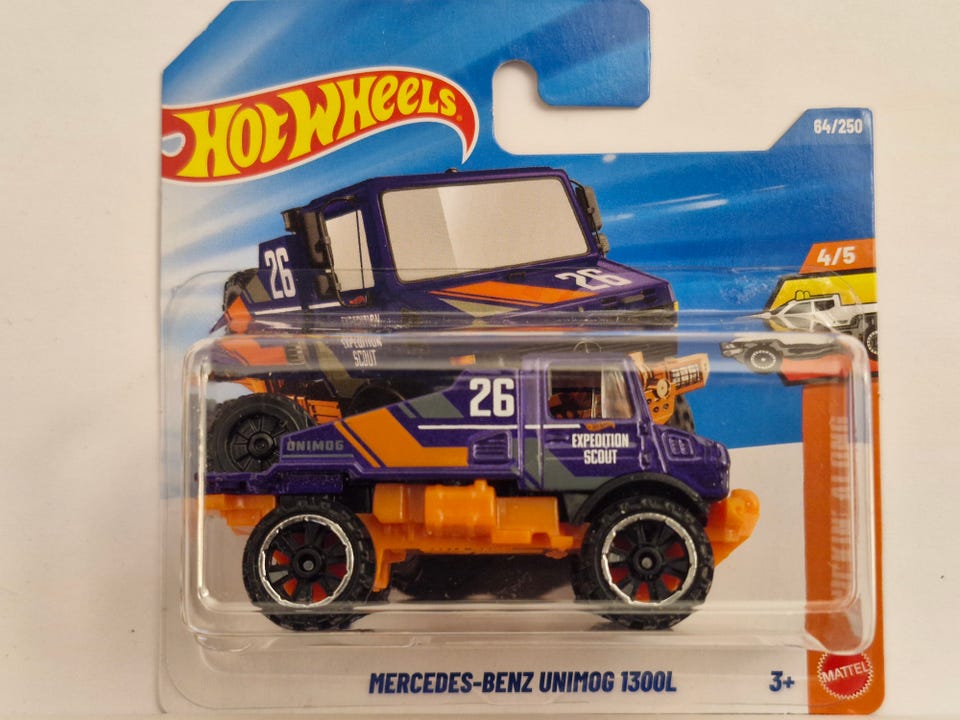 HOT WHEELS
64/250
4/5
26
26
EXPEDITION
SCOUT
26
UNIMOG
EXPEDITION
SCOUT
MERCEDES-BENZ UNIMOG 1300L
3+
MATTEL